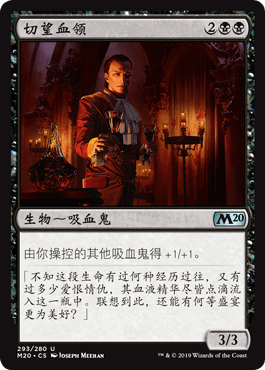 切望血领 2
生物～吸血鬼 M20
由你操控的其他吸血鬼得 +1/+1。
「不知这段生命有过何种经历过往，又有
过多少爱恨情仇，其血液精华尽皆点滴流
入这一瓶中。联想到此，还能有何等盛宴
更为美好？」
3/3
293/280 U
M20 • CS JOSEPH MEEHAN
™ & © 2019 Wizards of the Coast